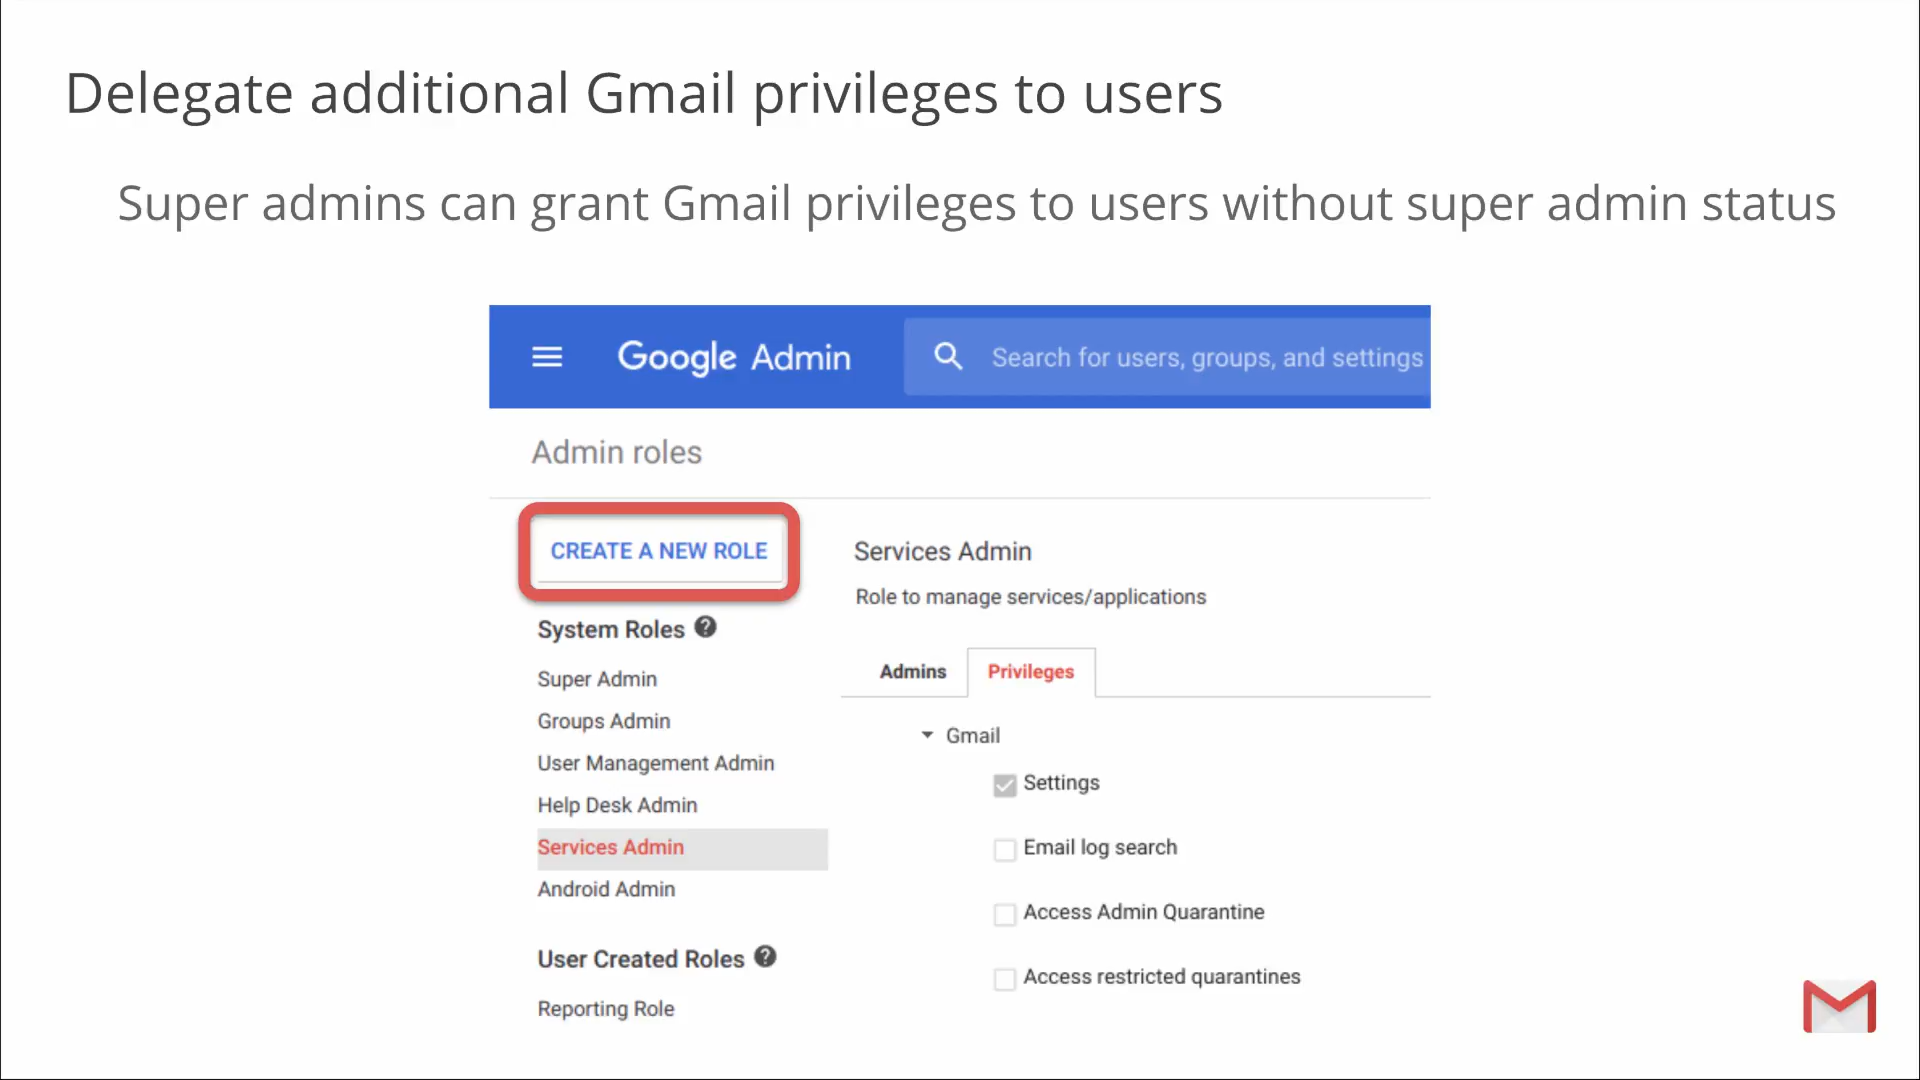 Delegate additional Gmail privileges to users
Super admins can grant Gmail privileges to users without super admin status
Google Admin
Search for users, groups, and settings
Admin roles
CREATE A NEW ROLE
System Roles
Super Admin
Groups Admin
User Management Admin
Help Desk Admin
Services Admin
Android Admin
User Created Roles
Reporting Role
Services Admin
Role to manage services/applications
Admins
Privileges
Gmail
Settings
Email log search
Access Admin Quarantine
Access restricted quarantines